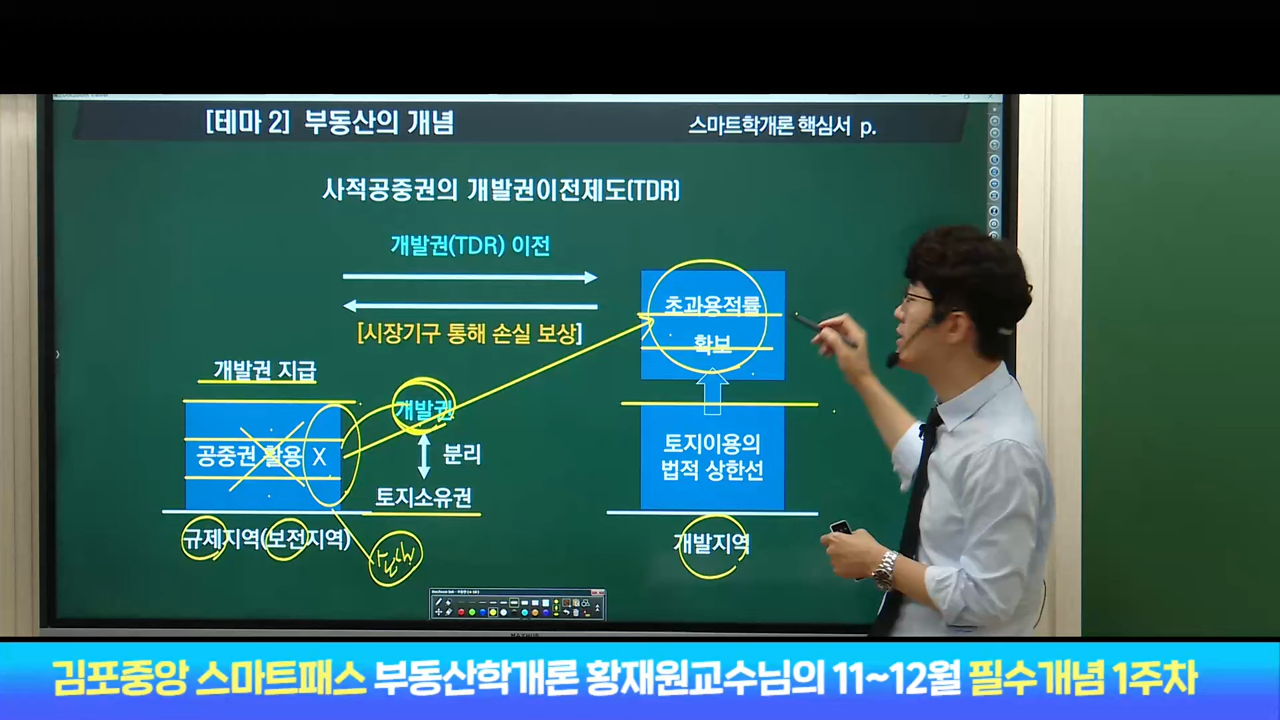 [테마 2] 부동산의 개념
스마트학개론 핵심서 p.
사적공중권의 개발권이전제도(TDR)
개발권(TDR) 이전
[시장기구 통해 손실 보상]
초과용적률
확보
개발권 지급
개발권
공중권 활용 X
분리
토지소유권
토지이용의
법적 상한선
규제지역(보전지역)
손실
개발지역
김포중앙 스마트패스 부동산학개론 황재원교수님의 11~12월 필수개념 1주차